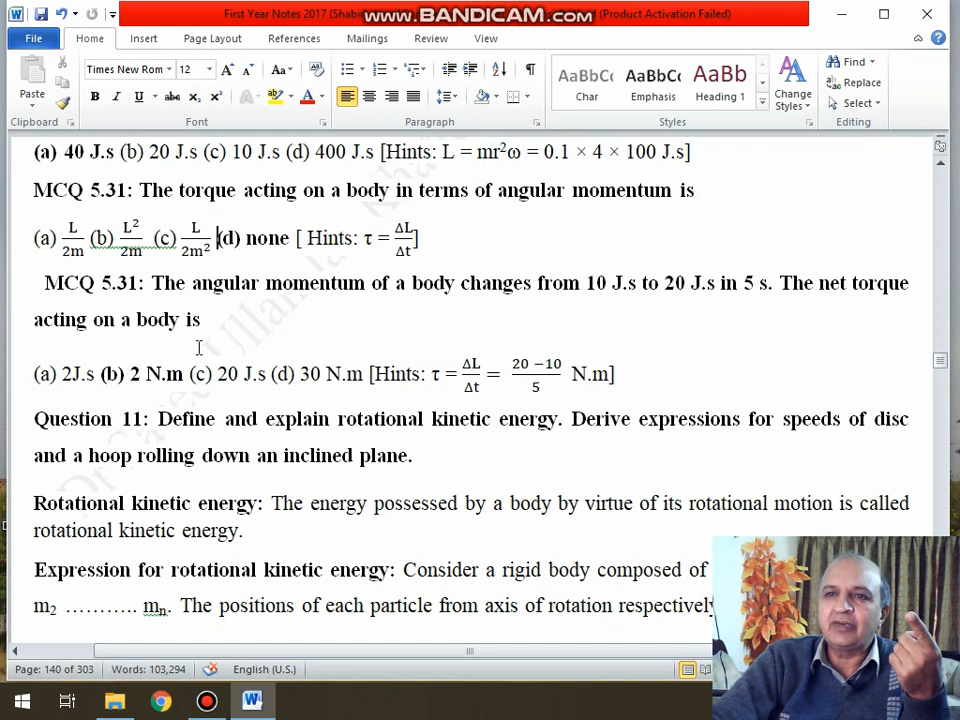 First Year Notes 2017 (Shabi
www.BANDICAM.com
(Product Activation Failed)
File Home Insert Page Layout References Mailings Review View
Paste
Times New Rom 12 Aa
B I U abc x₂ x² A ab A
AaBbCc AaBbCc AaBb
Char Emphasis Heading 1
Change Styles
Find
Replace
Select
Clipboard Font Paragraph Styles Editing
(a) 40 J.s (b) 20 J.s (c) 10 J.s (d) 400 J.s [Hints: L = mr²ω = 0.1 × 4 × 100 J.s]
MCQ 5.31: The torque acting on a body in terms of angular momentum is
(a) L/2m (b) L²/2m (c) L/2m² (d) none [ Hints: τ = ΔL/Δt]
MCQ 5.31: The angular momentum of a body changes from 10 J.s to 20 J.s in 5 s. The net torque
acting on a body is
(a) 2J.s (b) 2 N.m (c) 20 J.s (d) 30 N.m [Hints: τ = ΔL/Δt = 20 −10/5 N.m]
Question 11: Define and explain rotational kinetic energy. Derive expressions for speeds of disc
and a hoop rolling down an inclined plane.
Rotational kinetic energy: The energy possessed by a body by virtue of its rotational motion is called
rotational kinetic energy.
Expression for rotational kinetic energy: Consider a rigid body composed of
m₂ ……….. mₙ. The positions of each particle from axis of rotation respectively
Page: 140 of 303 Words: 103,294 English (U.S.)